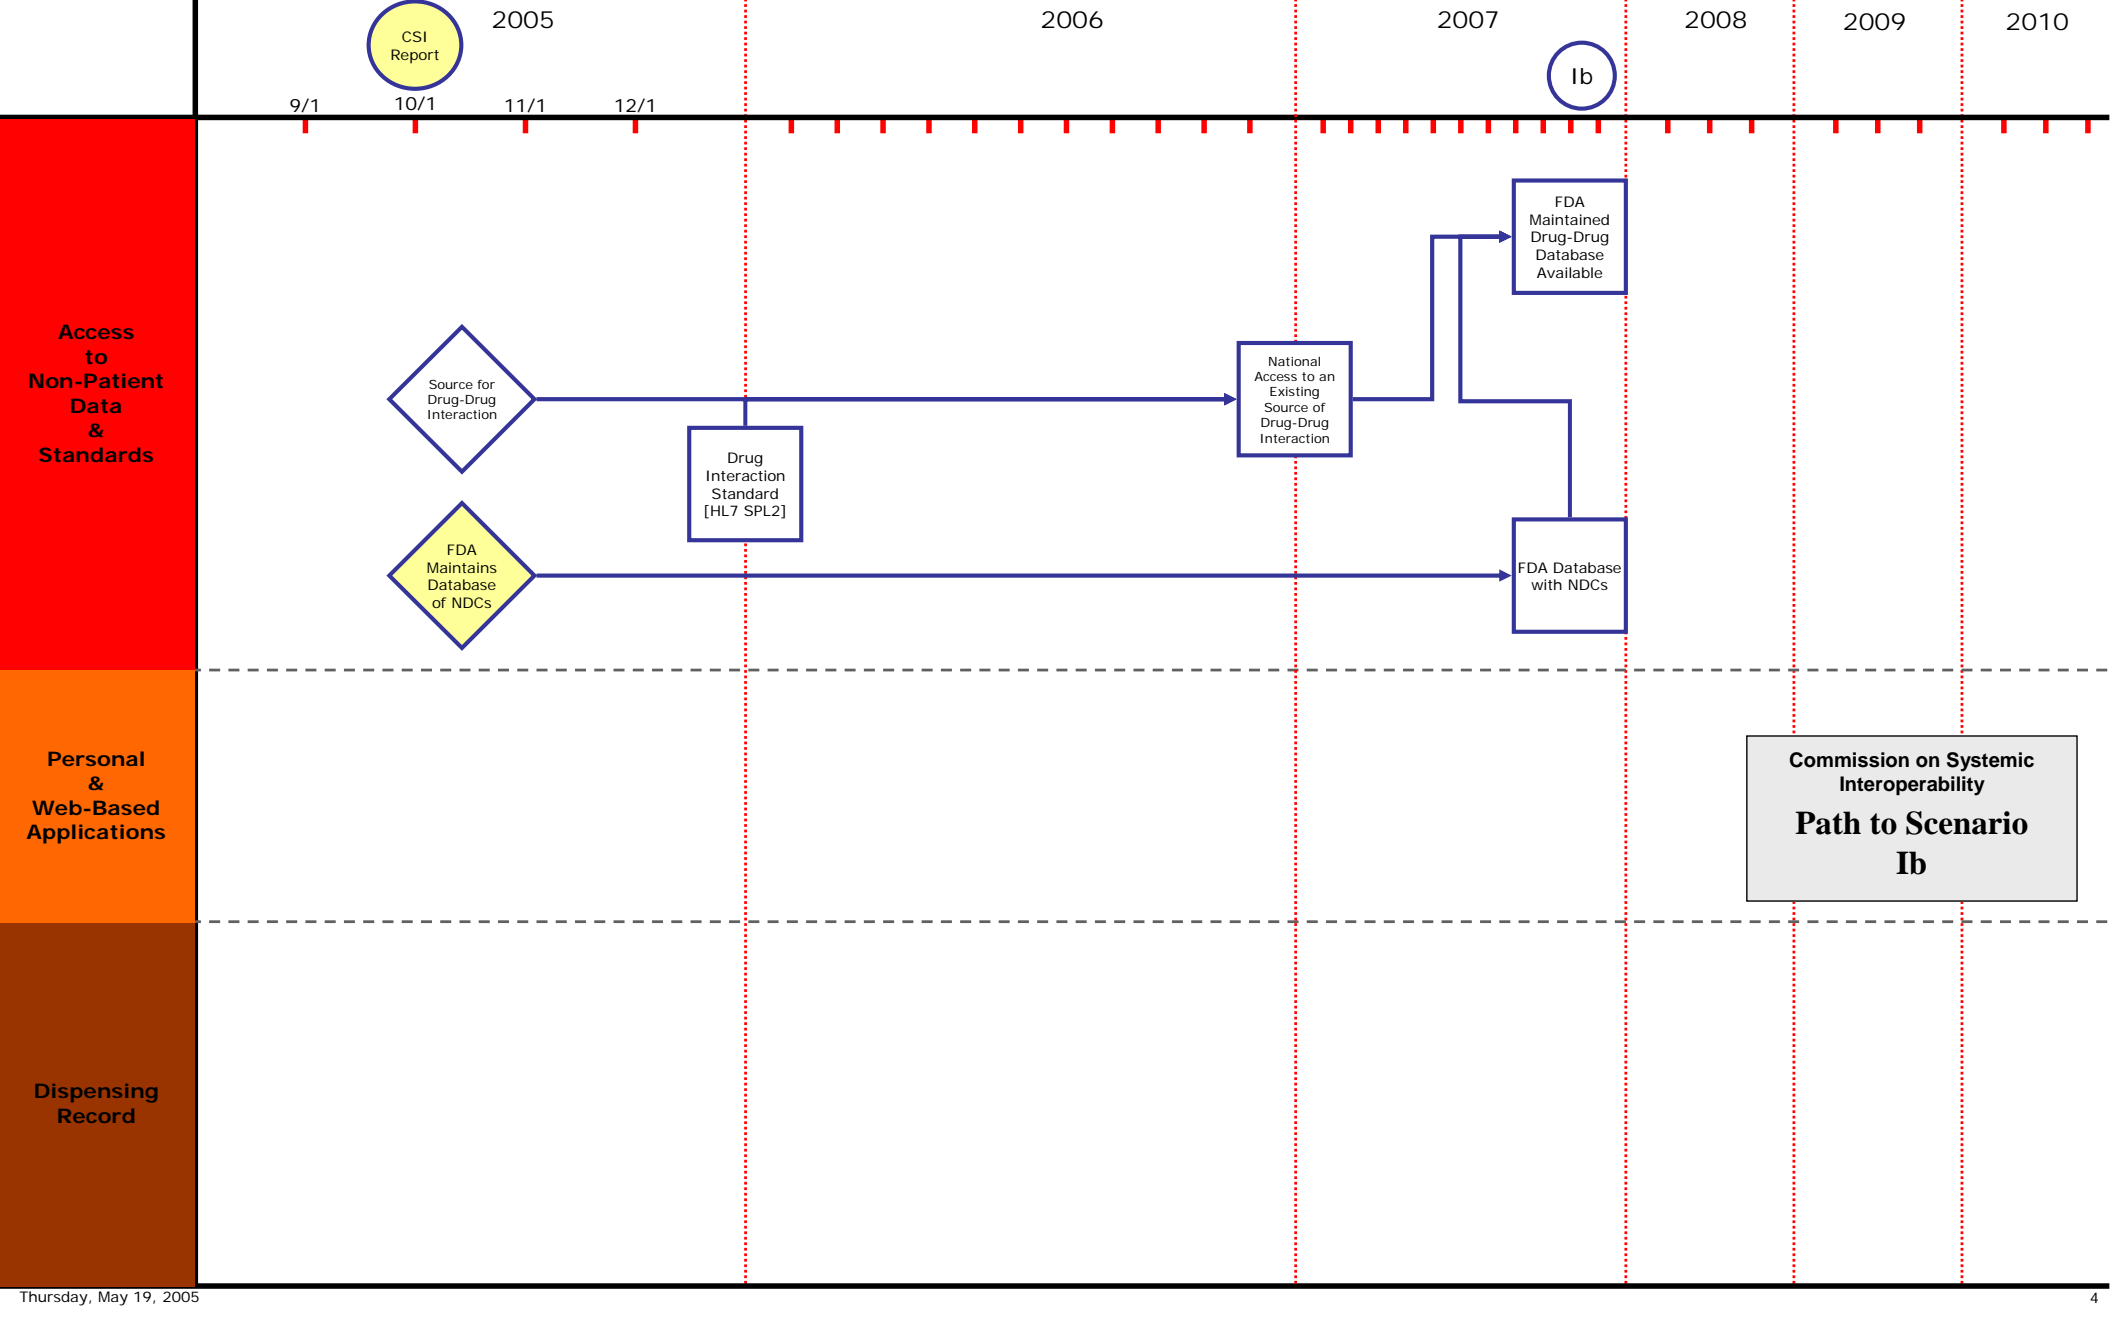 2005
2006
2007
2008
2009
2010
CSI
Report
Ib
9/1
10/1
11/1
12/1
Access
to
Non-Patient
Data
&
Standards
FDA
Maintained
Drug-Drug
Database
Available
Source for
Drug-Drug
Interaction
National
Access to an
Existing
Source of
Drug-Drug
Interaction
Drug
Interaction
Standard
[HL7 SPL2]
FDA
Maintains
Database
of NDCs
FDA Database
with NDCs
Personal
&
Web-Based
Applications
Commission on Systemic
Interoperability
Path to Scenario
Ib
Dispensing
Record
Thursday, May 19, 2005
4